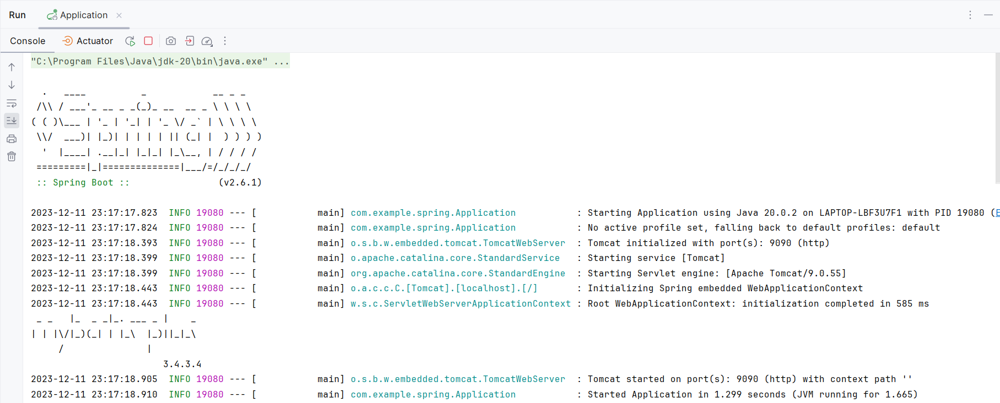 Run Application
Console Actuator
"C:\Program Files\Java\jdk-20\bin\java.exe" ...
  .   ____          _            __ _ _
 /\\ / ___'_ __ _ _(_)_ __  __ _ \ \ \ \
( ( )\___ | '_ | '_| | '_ \/ _` | \ \ \ \
 \\/  ___)| |_)| | | | | || (_| |  ) ) ) )
  '  |____| .__|_| |_|_| |_\__, | / / / /
 =========|_|==============|___/=/_/_/_/
 :: Spring Boot ::                (v2.6.1)
2023-12-11 23:17:17.823  INFO 19080 --- [           main] com.example.spring.Application           : Starting Application using Java 20.0.2 on LAPTOP-LBF3U7F1 with PID 19080 (
2023-12-11 23:17:17.824  INFO 19080 --- [           main] com.example.spring.Application           : No active profile set, falling back to default profiles: default
2023-12-11 23:17:18.393  INFO 19080 --- [           main] o.s.b.w.embedded.tomcat.TomcatWebServer  : Tomcat initialized with port(s): 9090 (http)
2023-12-11 23:17:18.399  INFO 19080 --- [           main] o.apache.catalina.core.StandardService   : Starting service [Tomcat]
2023-12-11 23:17:18.399  INFO 19080 --- [           main] org.apache.catalina.core.StandardEngine  : Starting Servlet engine: [Apache Tomcat/9.0.55]
2023-12-11 23:17:18.443  INFO 19080 --- [           main] o.a.c.c.C.[Tomcat].[localhost].[/]       : Initializing Spring embedded WebApplicationContext
2023-12-11 23:17:18.443  INFO 19080 --- [           main] w.s.c.ServletWebServerApplicationContext : Root WebApplicationContext: initialization completed in 585 ms
 _ _   |_  _ _|_. ___ _ |    _
| | |\/|_)(_| | |_\  |_)||_|_\
     /               |
                        3.4.3.4
2023-12-11 23:17:18.905  INFO 19080 --- [           main] o.s.b.w.embedded.tomcat.TomcatWebServer  : Tomcat started on port(s): 9090 (http) with context path ''
2023-12-11 23:17:18.910  INFO 19080 --- [           main] com.example.spring.Application           : Started Application in 1.299 seconds (JVM running for 1.665)